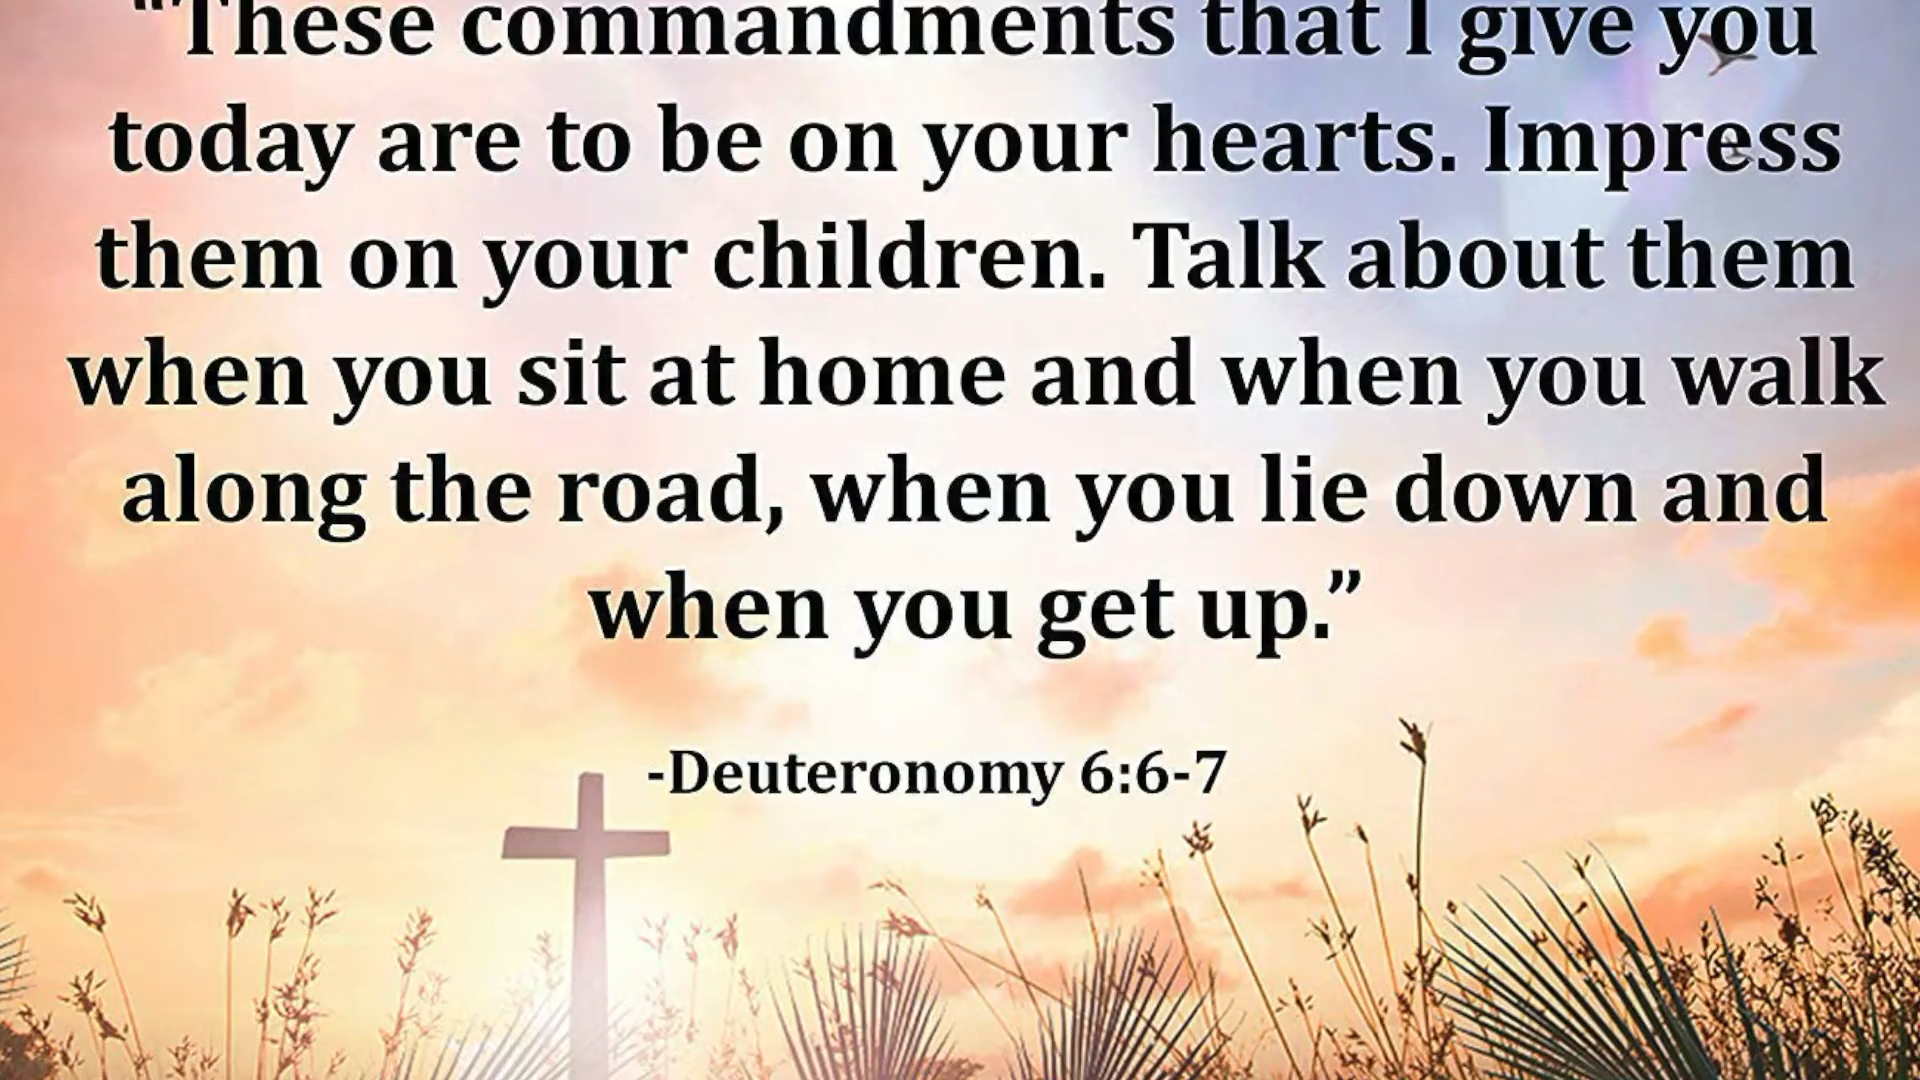 “These commandments that I give you
today are to be on your hearts. Impress
them on your children. Talk about them
when you sit at home and when you walk
along the road, when you lie down and
when you get up.”
-Deuteronomy 6:6-7